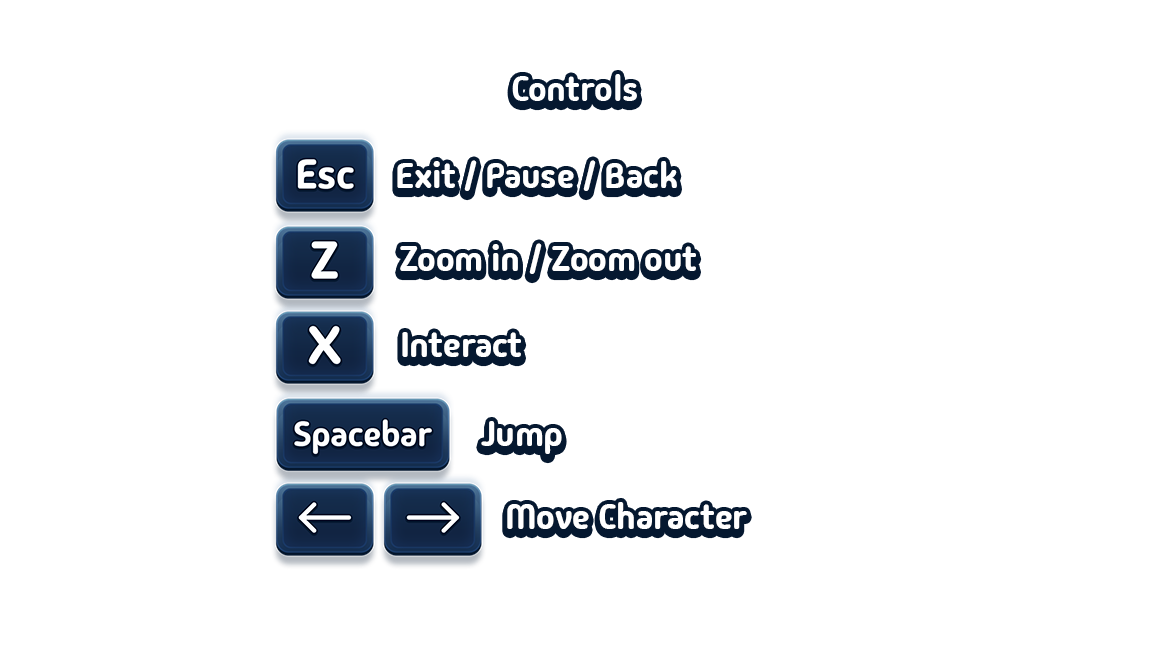 Controls
Esc Exit / Pause / Back
Z Zoom in / Zoom out
X Interact
Spacebar Jump
← → Move Character